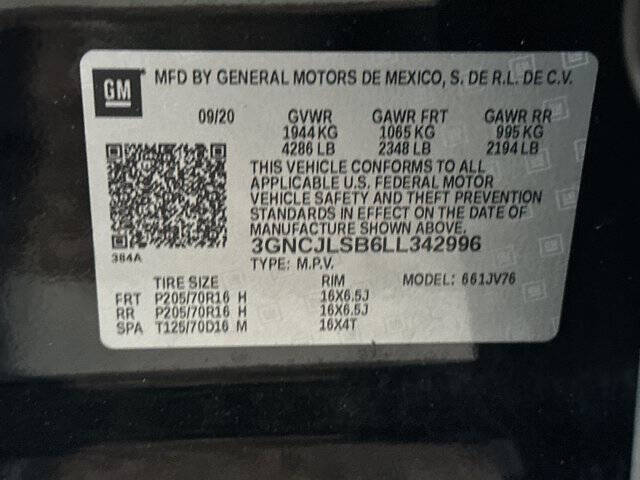 GM MFD BY GENERAL MOTORS DE MEXICO, S. DE R.L. DE C.V.
09/20 GVWR GAWR FRT GAWR RR
1944 KG 1065 KG 995 KG
4286 LB 2348 LB 2194 LB
THIS VEHICLE CONFORMS TO ALL
APPLICABLE U.S. FEDERAL MOTOR
VEHICLE SAFETY AND THEFT PREVENTION
STANDARDS IN EFFECT ON THE DATE OF
MANUFACTURE SHOWN ABOVE.
3GNCJLSB6LL342996
384A TYPE: M.P.V.
TIRE SIZE RIM MODEL: 661JV76
FRT P205/70R16 H 16X6.5J
RR P205/70R16 H 16X6.5J
SPA T125/70D16 M 16X4T